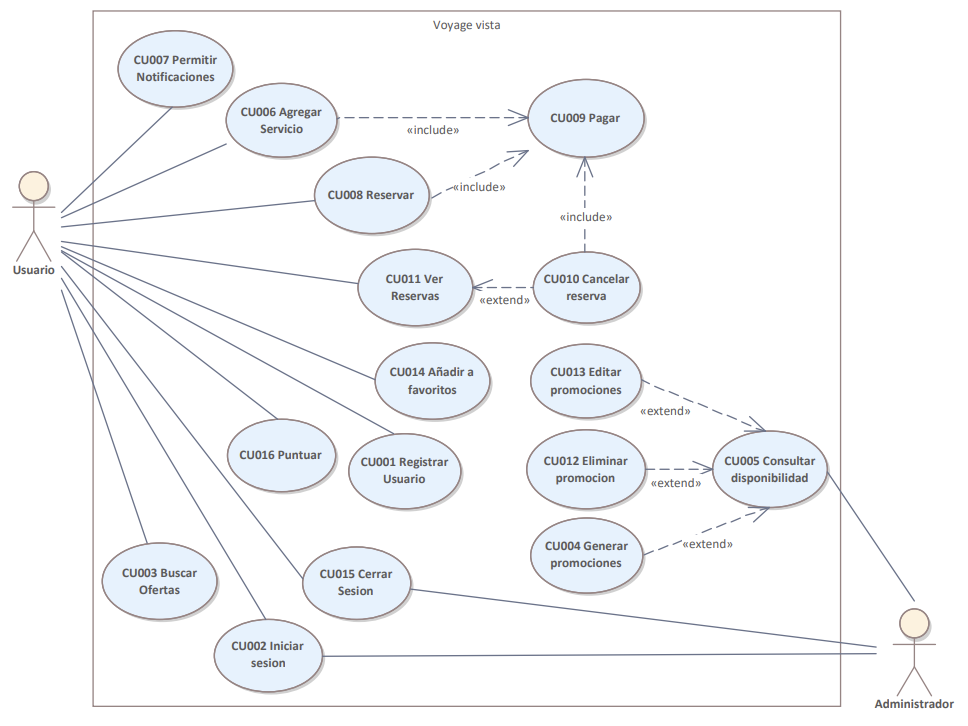 Voyage vista
CU007 Permitir
Notificaciones
CU006 Agregar
Servicio
«include»
CU009 Pagar
CU008 Reservar
«include»
«include»
Usuario
CU011 Ver
Reservas
«extend»
CU010 Cancelar
reserva
CU014 Añadir a
favoritos
CU013 Editar
promociones
«extend»
CU016 Puntuar
CU001 Registrar
Usuario
CU012 Eliminar
promocion
«extend»
CU005 Consultar
disponibilidad
CU004 Generar
promociones
«extend»
CU003 Buscar
Ofertas
CU015 Cerrar
Sesion
CU002 Iniciar
sesion
Administrador